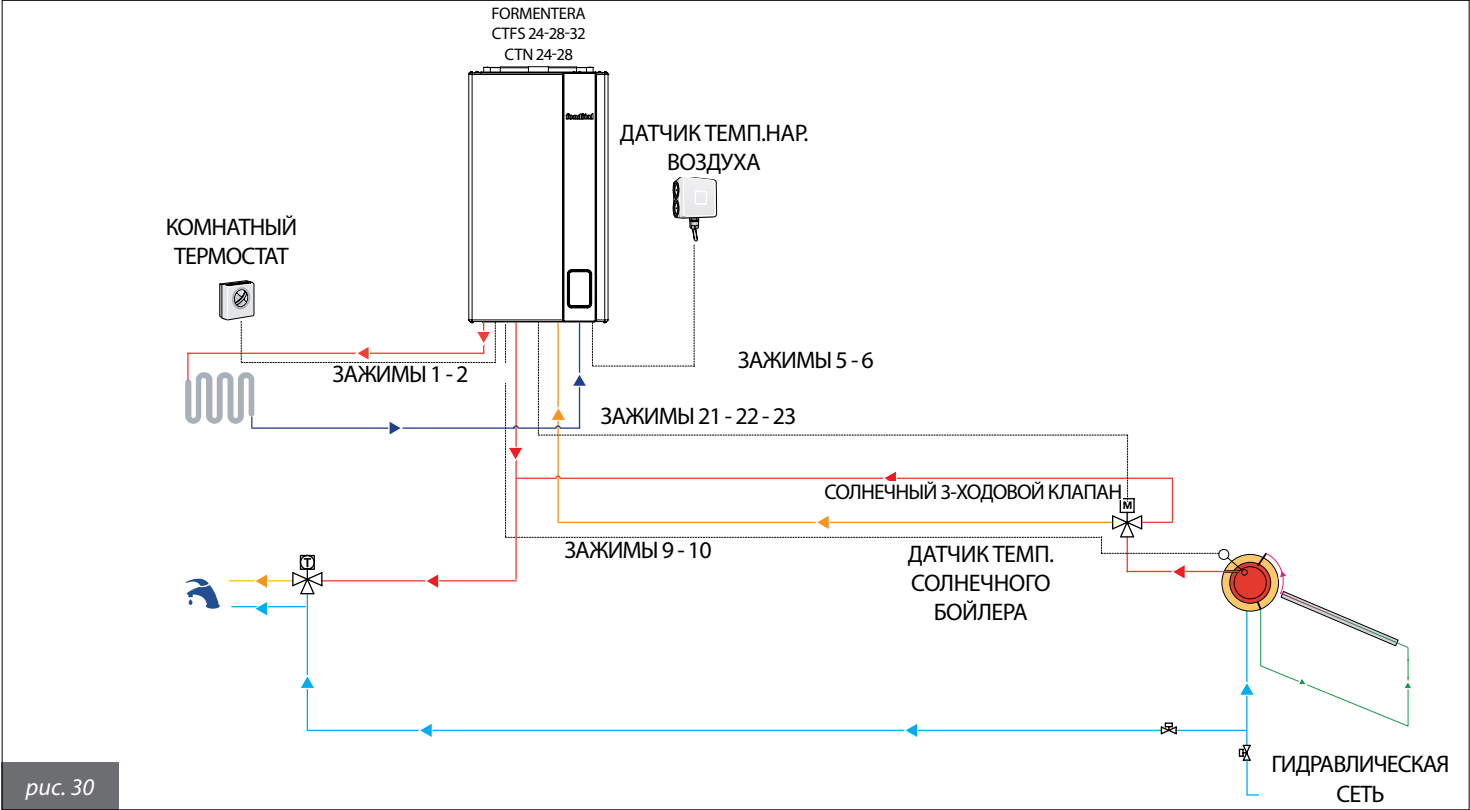 FORMENTERA
CTFS 24-28-32
CTN 24-28
fondital
ДАТЧИК ТЕМП.НАР.
ВОЗДУХА
КОМНАТНЫЙ
ТЕРМОСТАТ
ЗАЖИМЫ 5 - 6
ЗАЖИМЫ 1 - 2
ЗАЖИМЫ 21 - 22 - 23
СОЛНЕЧНЫЙ 3-ХОДОВОЙ КЛАПАН
M
ЗАЖИМЫ 9 - 10
ДАТЧИК ТЕМП.
СОЛНЕЧНОГО
БОЙЛЕРА
T
ГИДРАВЛИЧЕСКАЯ
СЕТЬ
рис. 30